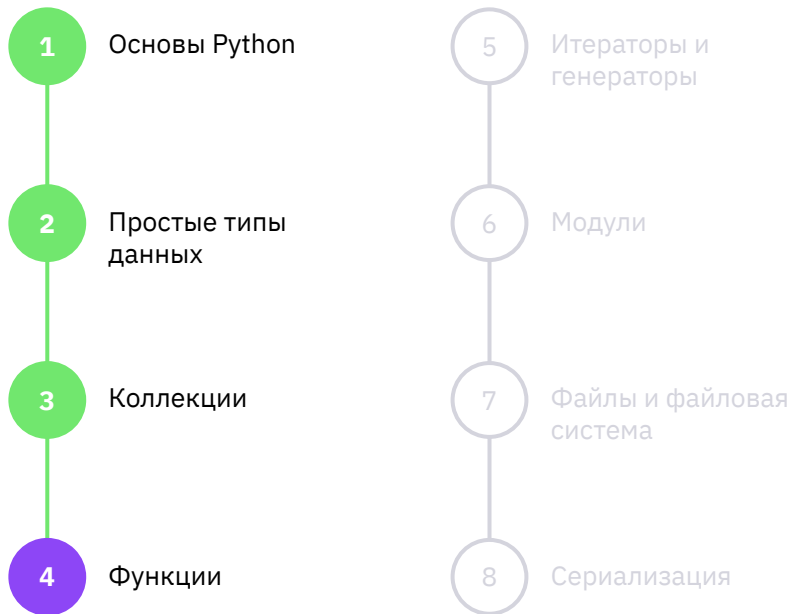 1 Основы Python
2 Простые типы
данных
3 Коллекции
4 Функции
5 Итераторы и
генераторы
6 Модули
7 Файлы и файловая
система
8 Сериализация